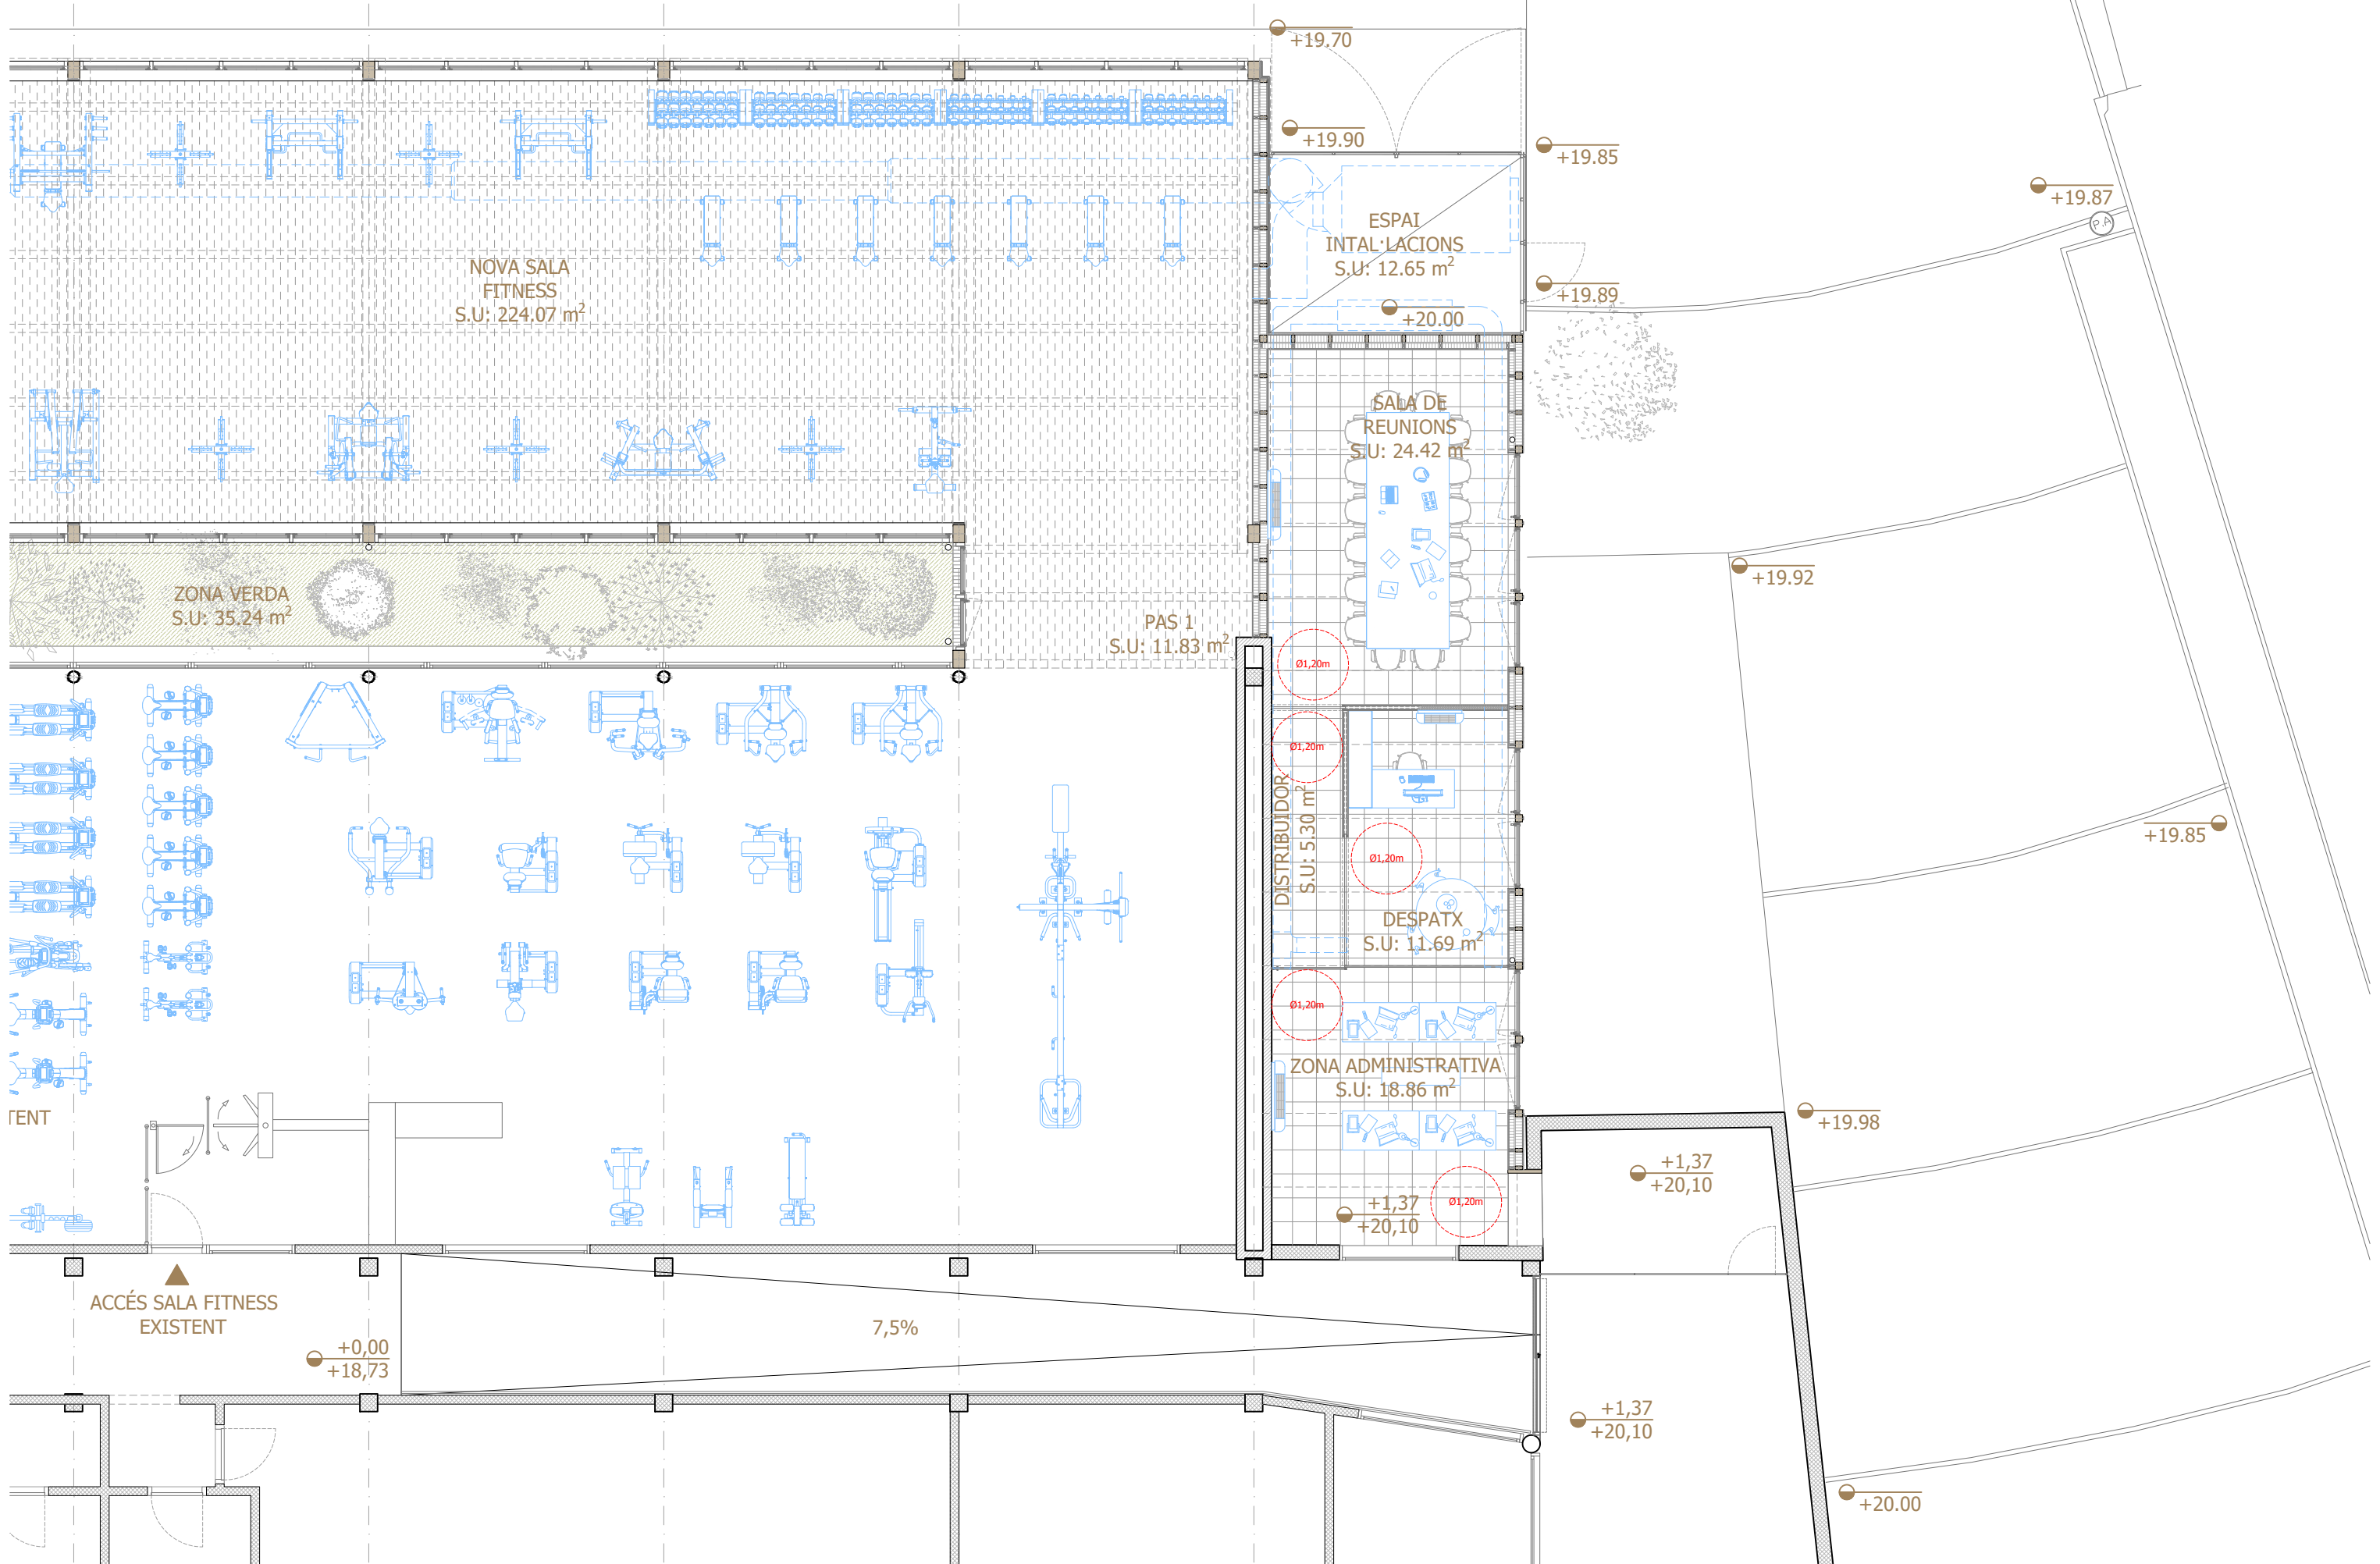 +19.70
+19.90
+19.85
+19.87
P.A
ESPAI
INTAL·LACIONS
S.U: 12.65 m²
NOVA SALA
FITNESS
S.U: 224.07 m²
+19.89
+20.00
SALA DE
REUNIONS
S.U: 24.42 m²
+19.92
ZONA VERDA
S.U: 35.24 m²
PAS 1
S.U: 11.83 m²
Ø1,20m
Ø1,20m
DISTRIBUIDOR
S.U: 5.30 m²
+19.85
Ø1,20m
DESPATX
S.U: 11.69 m²
Ø1,20m
ZONA ADMINISTRATIVA
S.U: 18.86 m²
TENT
+19.98
+1,37
+20,10
+1,37
+20,10
Ø1,20m
ACCÉS SALA FITNESS
EXISTENT
7,5%
+0,00
+18,73
+1,37
+20,10
+20.00